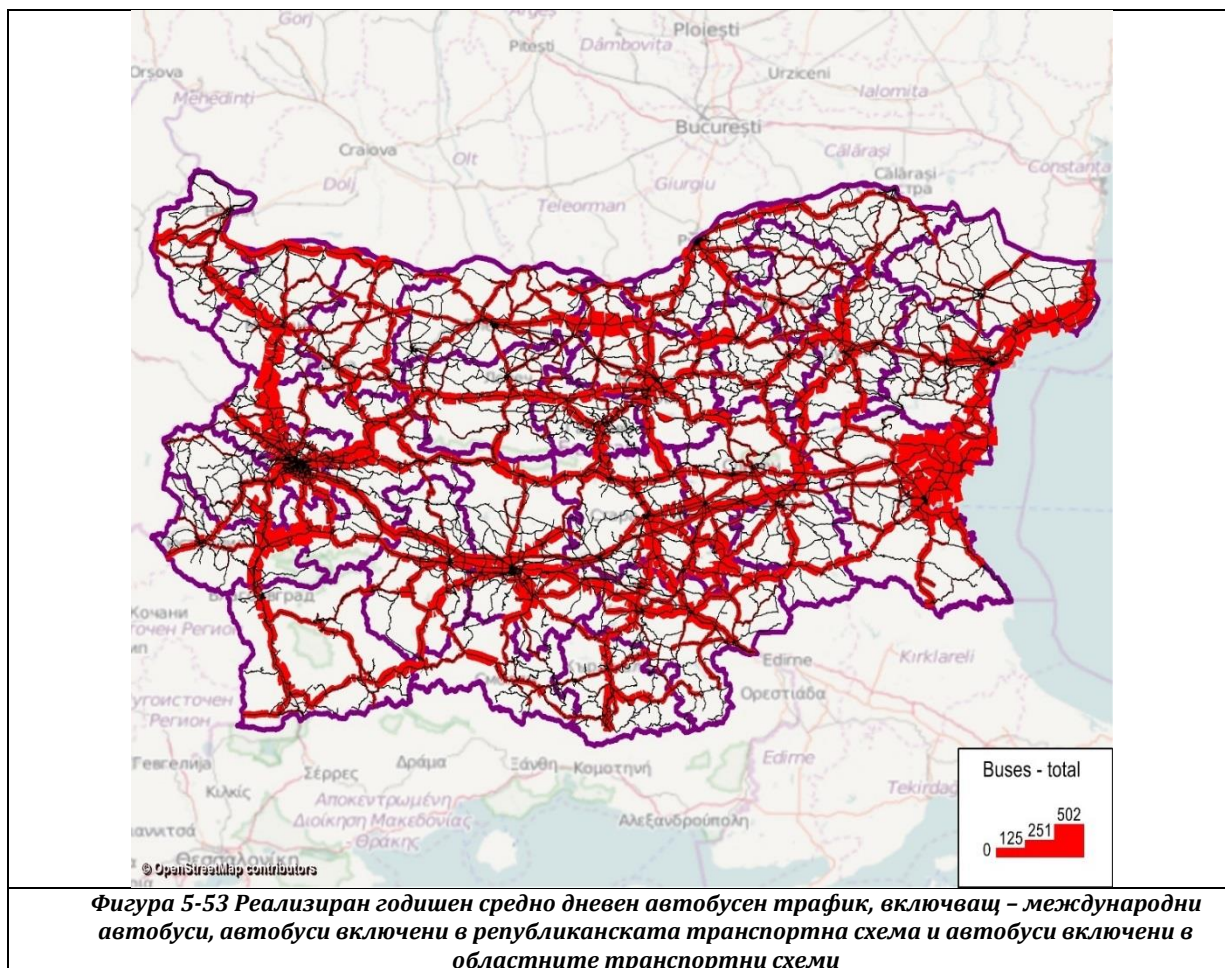 Gorj
Argeș
Ploiești
Pitești
Dâmbovița
Orșova
Urziceni
Mehedinți
Ialomița
București
Craiova
Olt
Călărași
Călărași
Constanța
Dolj
Giurgiu
Teleorman
Кочани
Edirne
Kırklareli
Ορεστιάδα
Регион
Гевгелија
Σέρρες
Δράμα
Ξάνθη
Κομοτηνή
Edirne
Κιλκίς
Αποκεντρωμένη
Διοίκηση Μακεδονίας
Θράκης
Αλεξανδρούπολη
Θεσσαλονίκη
© OpenStreetMap contributors
Buses - total
0 125 251 502
Фигура 5-53 Реализиран годишен средно дневен автобусен трафик, включващ – международни
автобуси, автобуси включени в републиканската транспортна схема и автобуси включени в
областните транспортни схеми